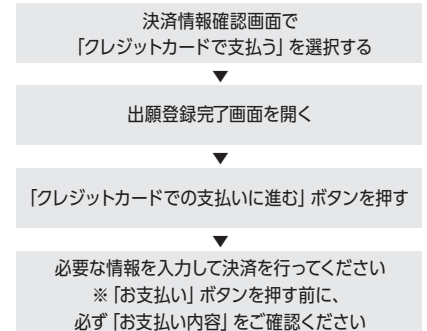 決済情報確認画面で
「クレジットカードで支払う」を選択する
▼
出願登録完了画面を開く
▼
「クレジットカードでの支払いに進む」ボタンを押す
▼
必要な情報を入力して決済を行ってください
※「お支払い」ボタンを押す前に、
必ず「お支払い内容」をご確認ください